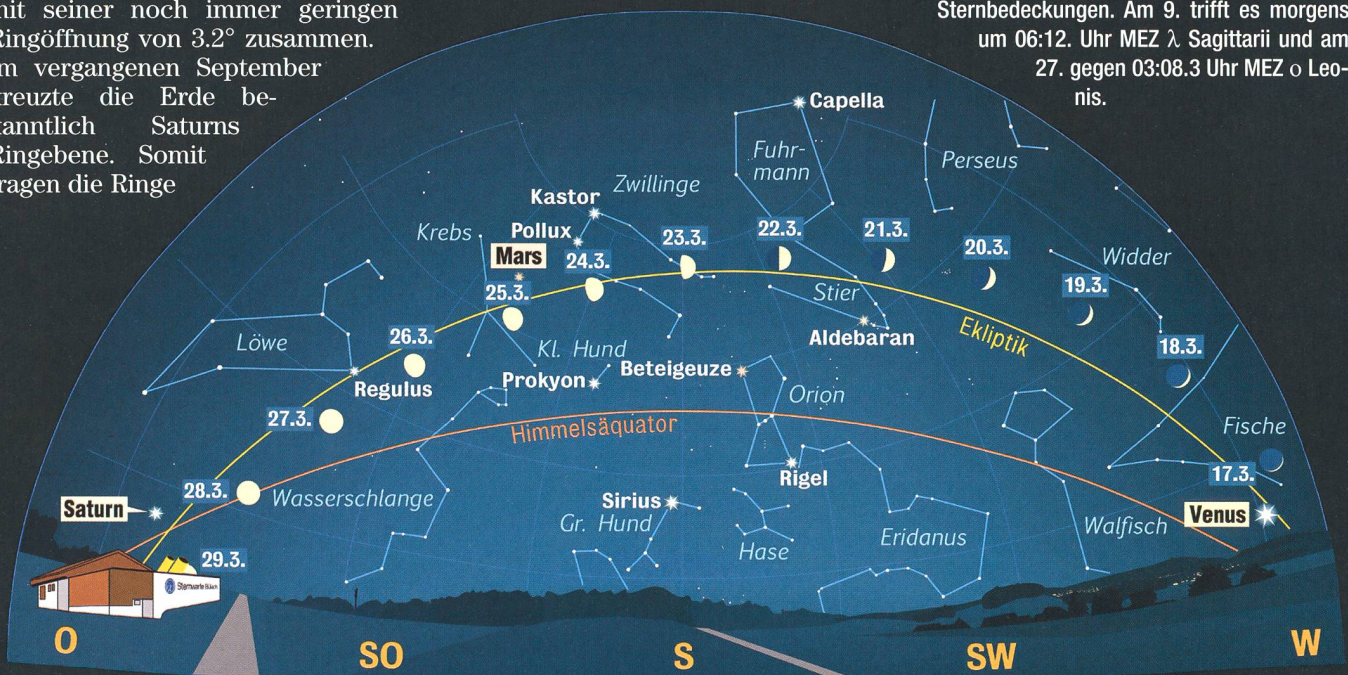 mit seiner noch immer geringen
Ringöffnung von 3.2° zusammen.
Im vergangenen September
kreuzte die Erde be-
kanntlich Saturns
Ringebene. Somit
ragen die Ringe
Sternbedeckungen. Am 9. trifft es morgens
um 06:12. Uhr MEZ λ Sagittarii und am
27. gegen 03:08.3 Uhr MEZ ο Leo-
nis.
Capella
Fuhr-
mann
Perseus
Kastor
Zwillinge
Pollux
Krebs
Mars
25.3.
24.3.
23.3.
22.3.
21.3.
20.3.
19.3.
Widder
18.3.
Stier
Aldebaran
Ekliptik
26.3.
Löwe
Regulus
Kl. Hund
Prokyon
Beteigeuze
Orion
27.3.
Himmelsäquator
Fische
17.3.
Rigel
28.3.
Wasserschlange
Saturn
Sirius
Gr. Hund
Hase
Eridanus
Walfisch
Venus
29.3.
Sternwarte Bülach
O
SO
S
SW
W